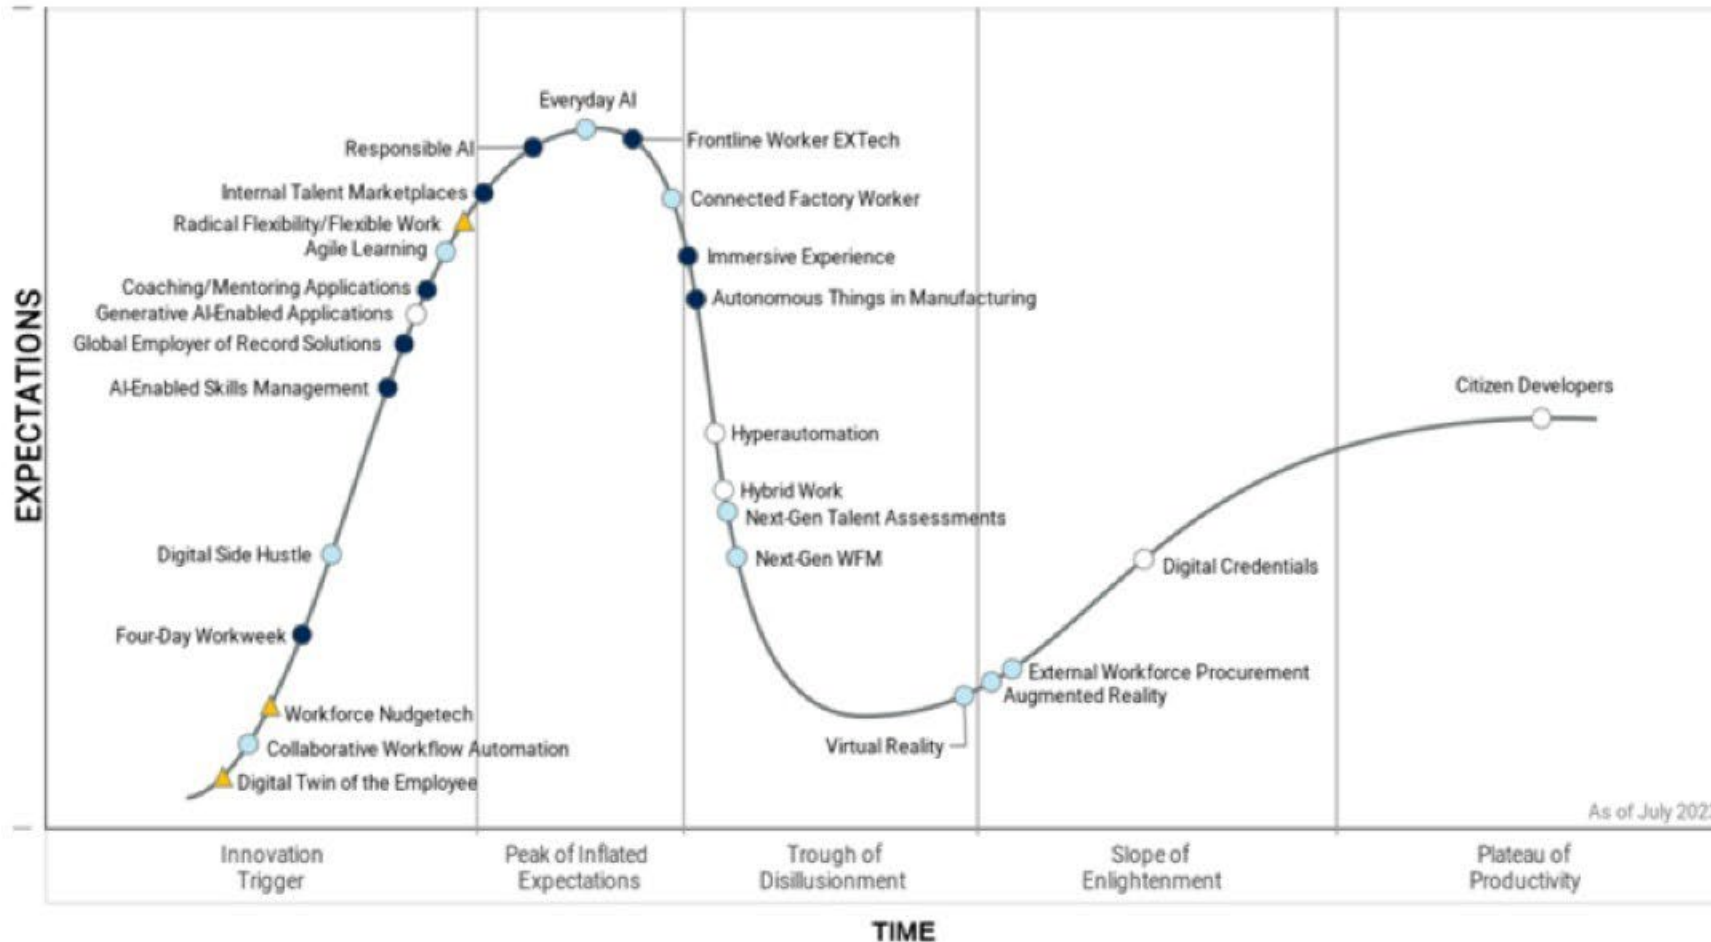 Everyday AI
Responsible AI
Frontline Worker EXTech
Internal Talent Marketplaces
Connected Factory Worker
Radical Flexibility/Flexible Work
Agile Learning
Immersive Experience
Coaching/Mentoring Applications
Autonomous Things in Manufacturing
Generative AI-Enabled Applications
Global Employer of Record Solutions
AI-Enabled Skills Management
Citizen Developers
Hyperautomation
Hybrid Work
Next-Gen Talent Assessments
Digital Side Hustle
Next-Gen WFM
Digital Credentials
Four-Day Workweek
External Workforce Procurement
Augmented Reality
Workforce Nudgetech
Virtual Reality
Collaborative Workflow Automation
Digital Twin of the Employee
As of July
EXPECTATIONS
Innovation
Trigger
Peak of Inflated
Expectations
Trough of
Disillusionment
Slope of
Enlightenment
Plateau of
Productivity
TIME